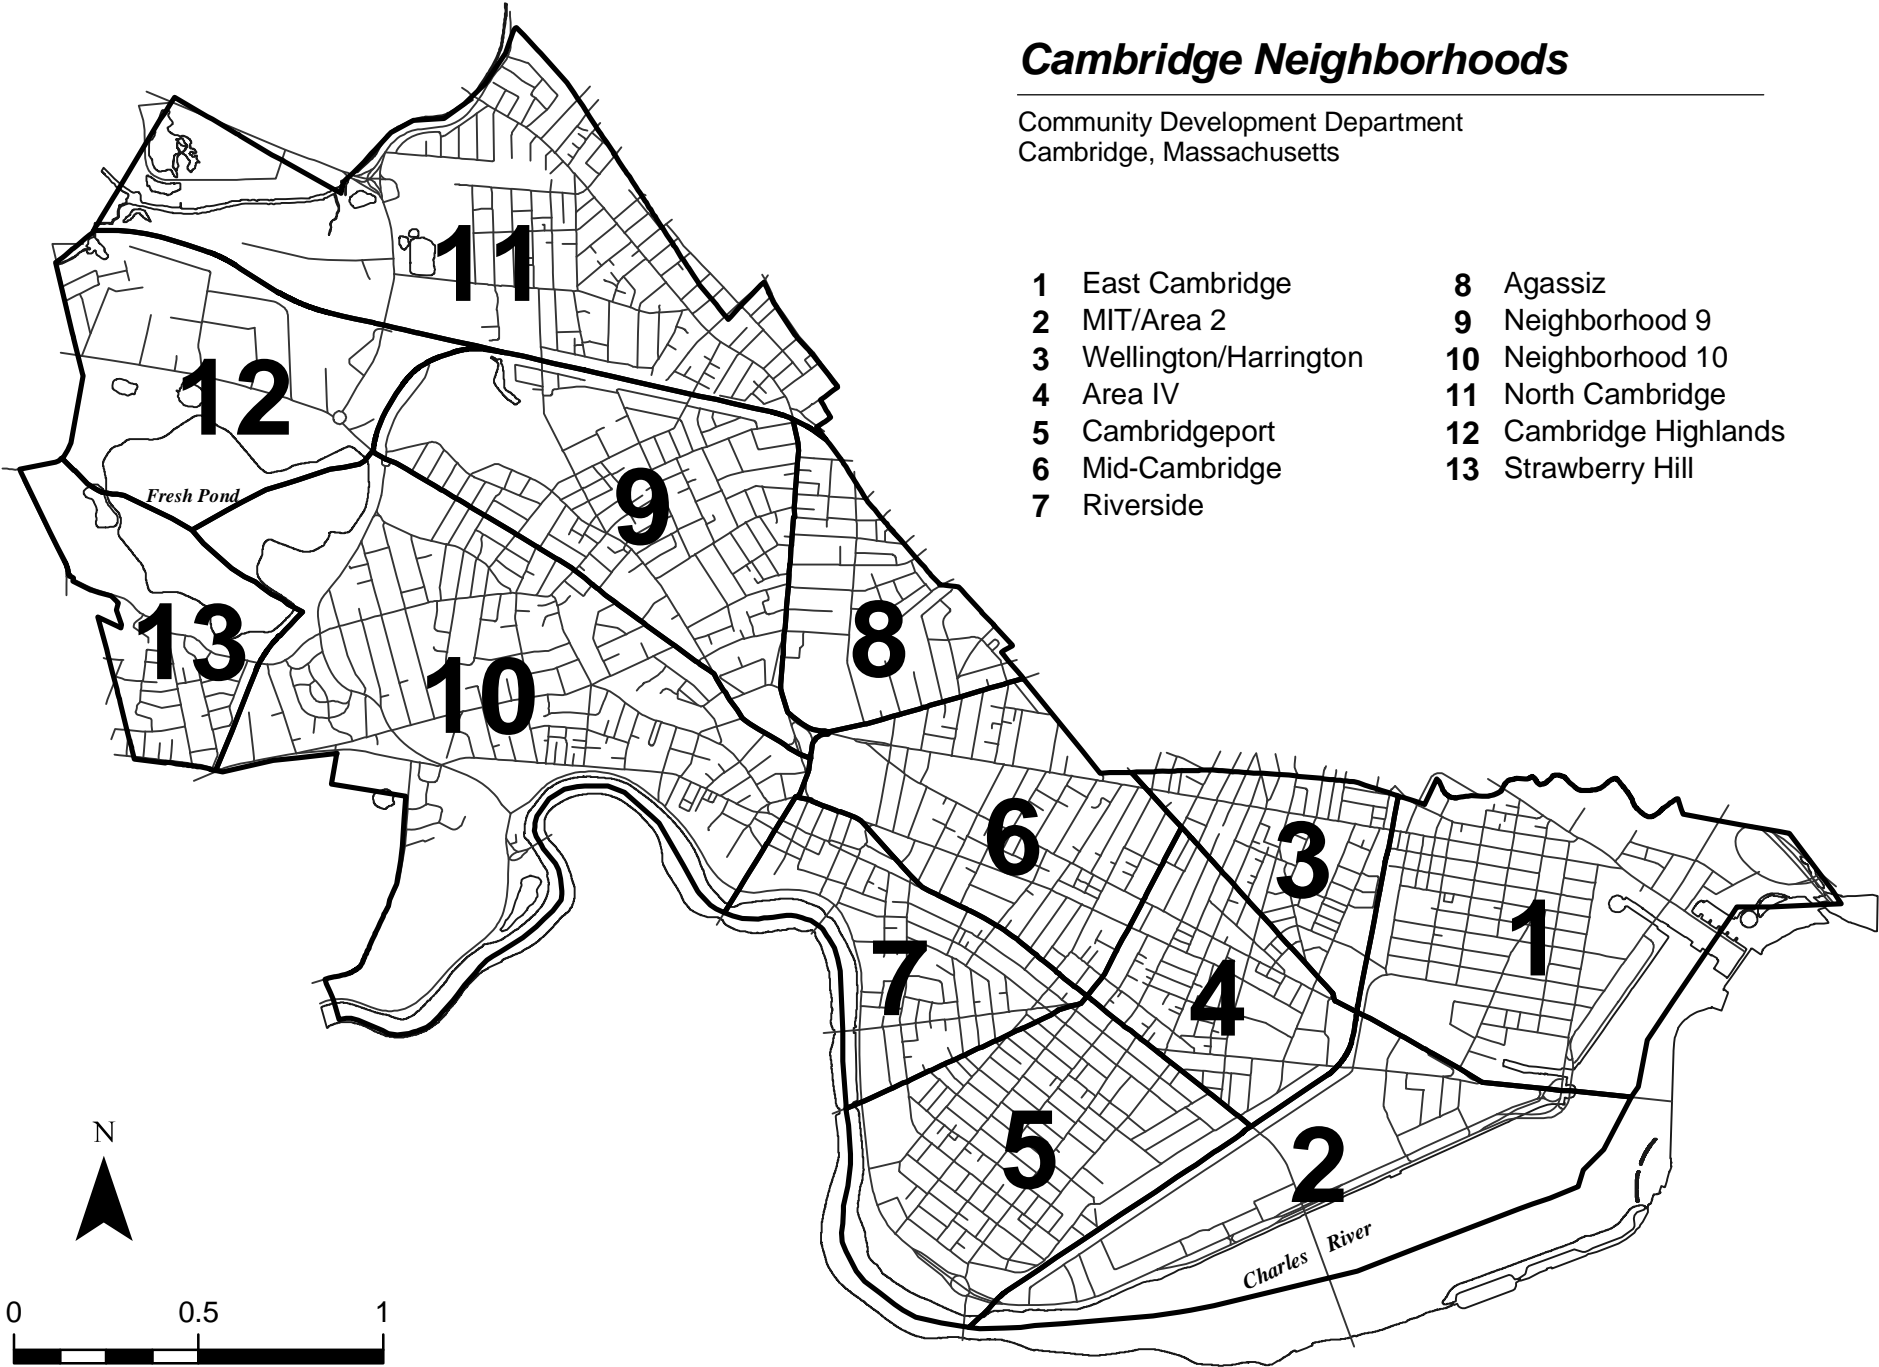 Cambridge Neighborhoods
Community Development Department
Cambridge, Massachusetts
1 East Cambridge
2 MIT/Area 2
3 Wellington/Harrington
4 Area IV
5 Cambridgeport
6 Mid-Cambridge
7 Riverside
8 Agassiz
9 Neighborhood 9
10 Neighborhood 10
11 North Cambridge
12 Cambridge Highlands
13 Strawberry Hill
11
12
Fresh Pond
9
13
8
10
6
3
1
7
4
5
2
Charles River
N
0 0.5 1